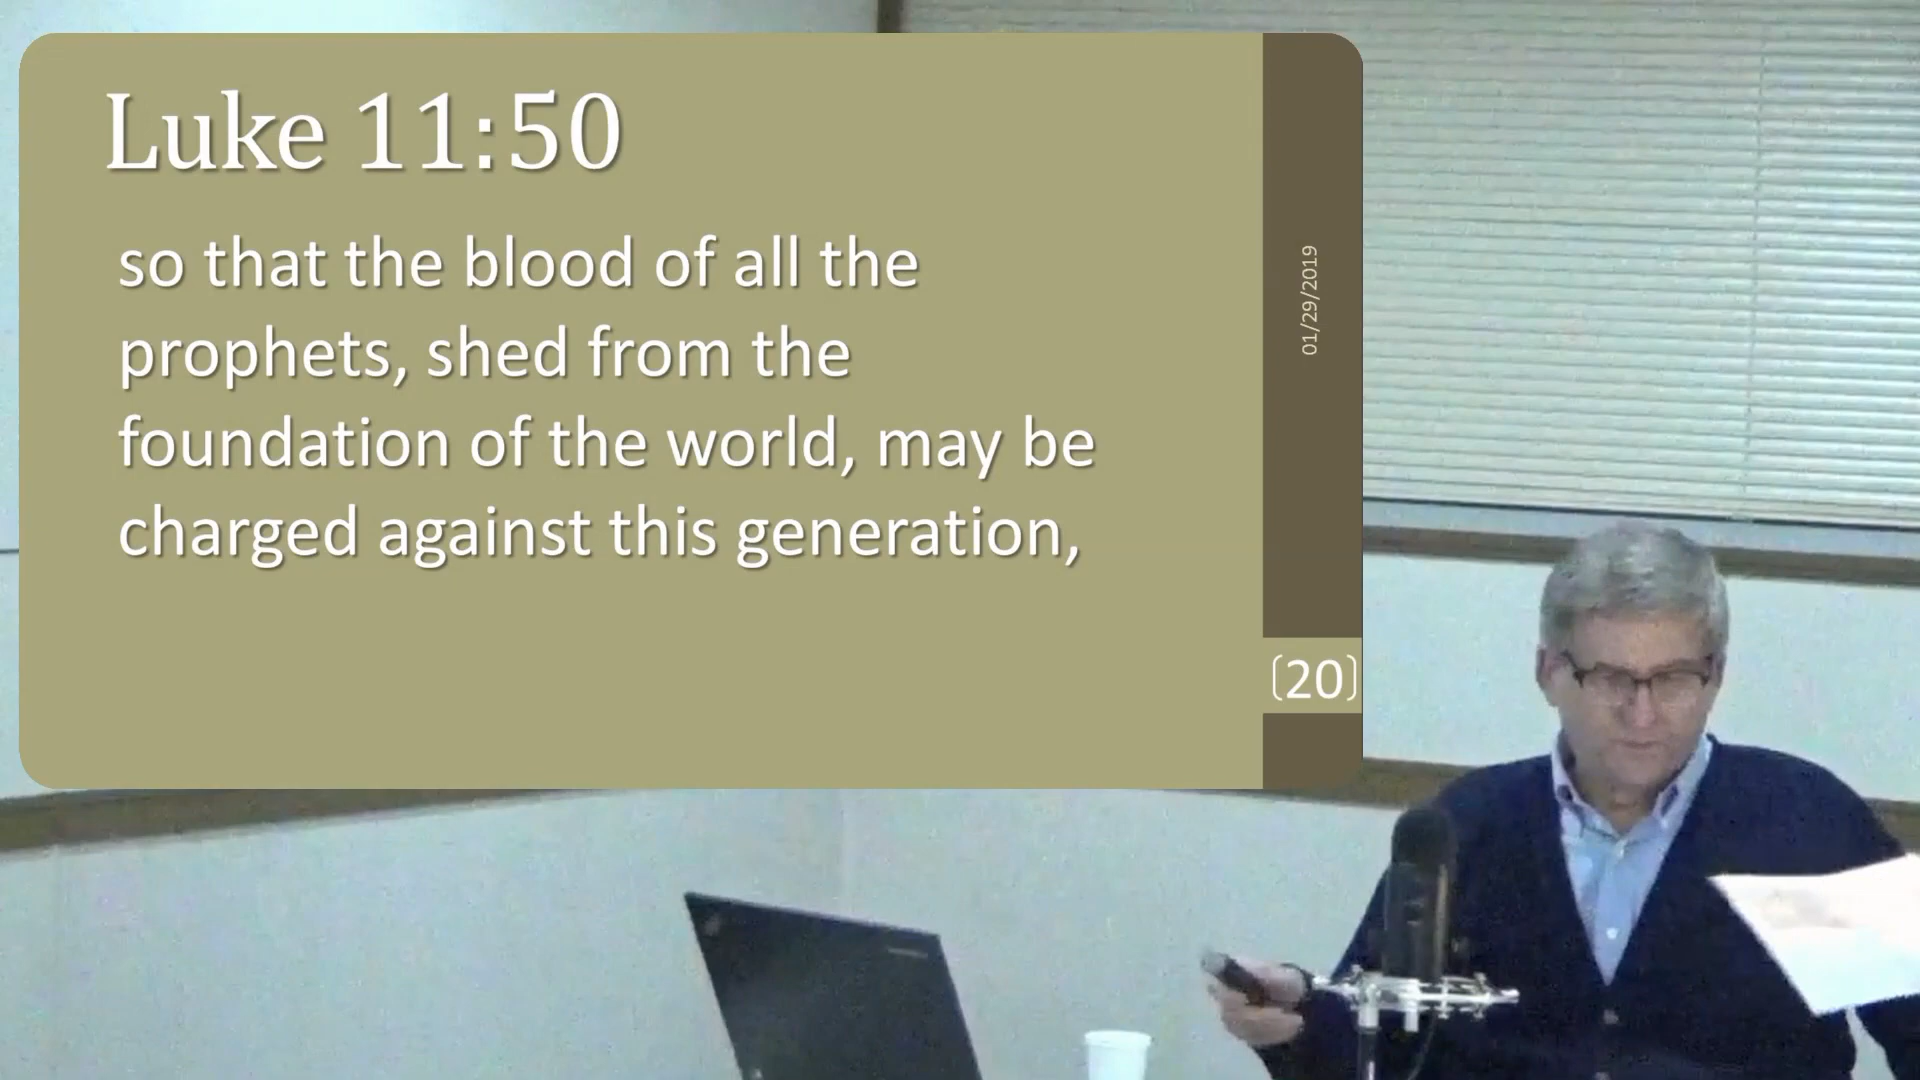 Luke 11:50
so that the blood of all the
prophets, shed from the
foundation of the world, may be
charged against this generation,
01/29/2019
(20)